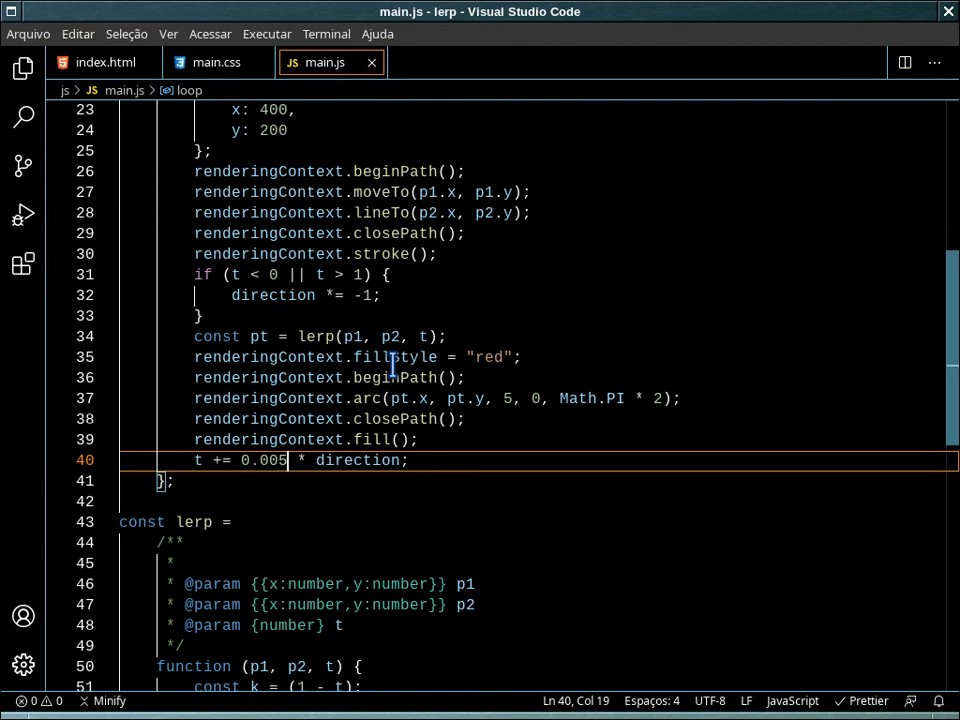 main.js - lerp - Visual Studio Code
Arquivo Editar Seleção Ver Acessar Executar Terminal Ajuda
index.html main.css JS main.js
js > JS main.js > loop
23 x: 400,
24 y: 200
25 };
26 renderingContext.beginPath();
27 renderingContext.moveTo(p1.x, p1.y);
28 renderingContext.lineTo(p2.x, p2.y);
29 renderingContext.closePath();
30 renderingContext.stroke();
31 if (t < 0 || t > 1) {
32 direction *= -1;
33 }
34 const pt = lerp(p1, p2, t);
35 renderingContext.fillStyle = "red";
36 renderingContext.beginPath();
37 renderingContext.arc(pt.x, pt.y, 5, 0, Math.PI * 2);
38 renderingContext.closePath();
39 renderingContext.fill();
40 t += 0.005 * direction;
41 };
42
43 const lerp =
44 /**
45 *
46 * @param {{x:number,y:number}} p1
47 * @param {{x:number,y:number}} p2
48 * @param {number} t
49 */
50 function (p1, p2, t) {
51 const k = (1 - t);
0 0 Minify Ln 40, Col 19 Espaços: 4 UTF-8 LF JavaScript Prettier